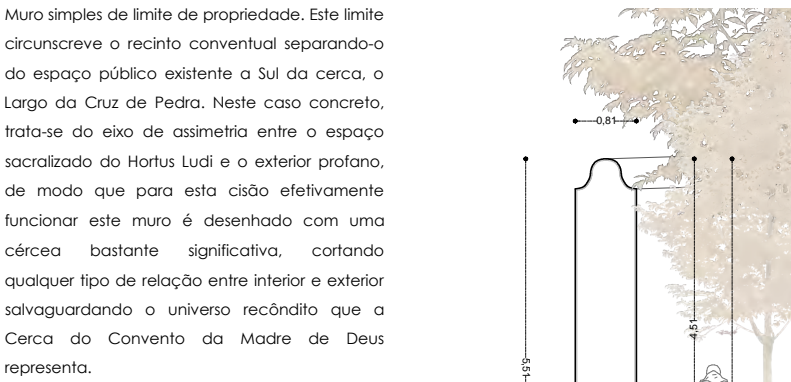 Muro simples de limite de propriedade. Este limite
circunscreve o recinto conventual separando-o
do espaço público existente a Sul da cerca, o
Largo da Cruz de Pedra. Neste caso concreto,
trata-se do eixo de assimetria entre o espaço
sacralizado do Hortus Ludi e o exterior profano,
de modo que para esta cisão efetivamente
funcionar este muro é desenhado com uma
cércea bastante significativa, cortando
qualquer tipo de relação entre interior e exterior
salvaguardando o universo recôndito que a
Cerca do Convento da Madre de Deus
representa.
0,81
4,51
5,51